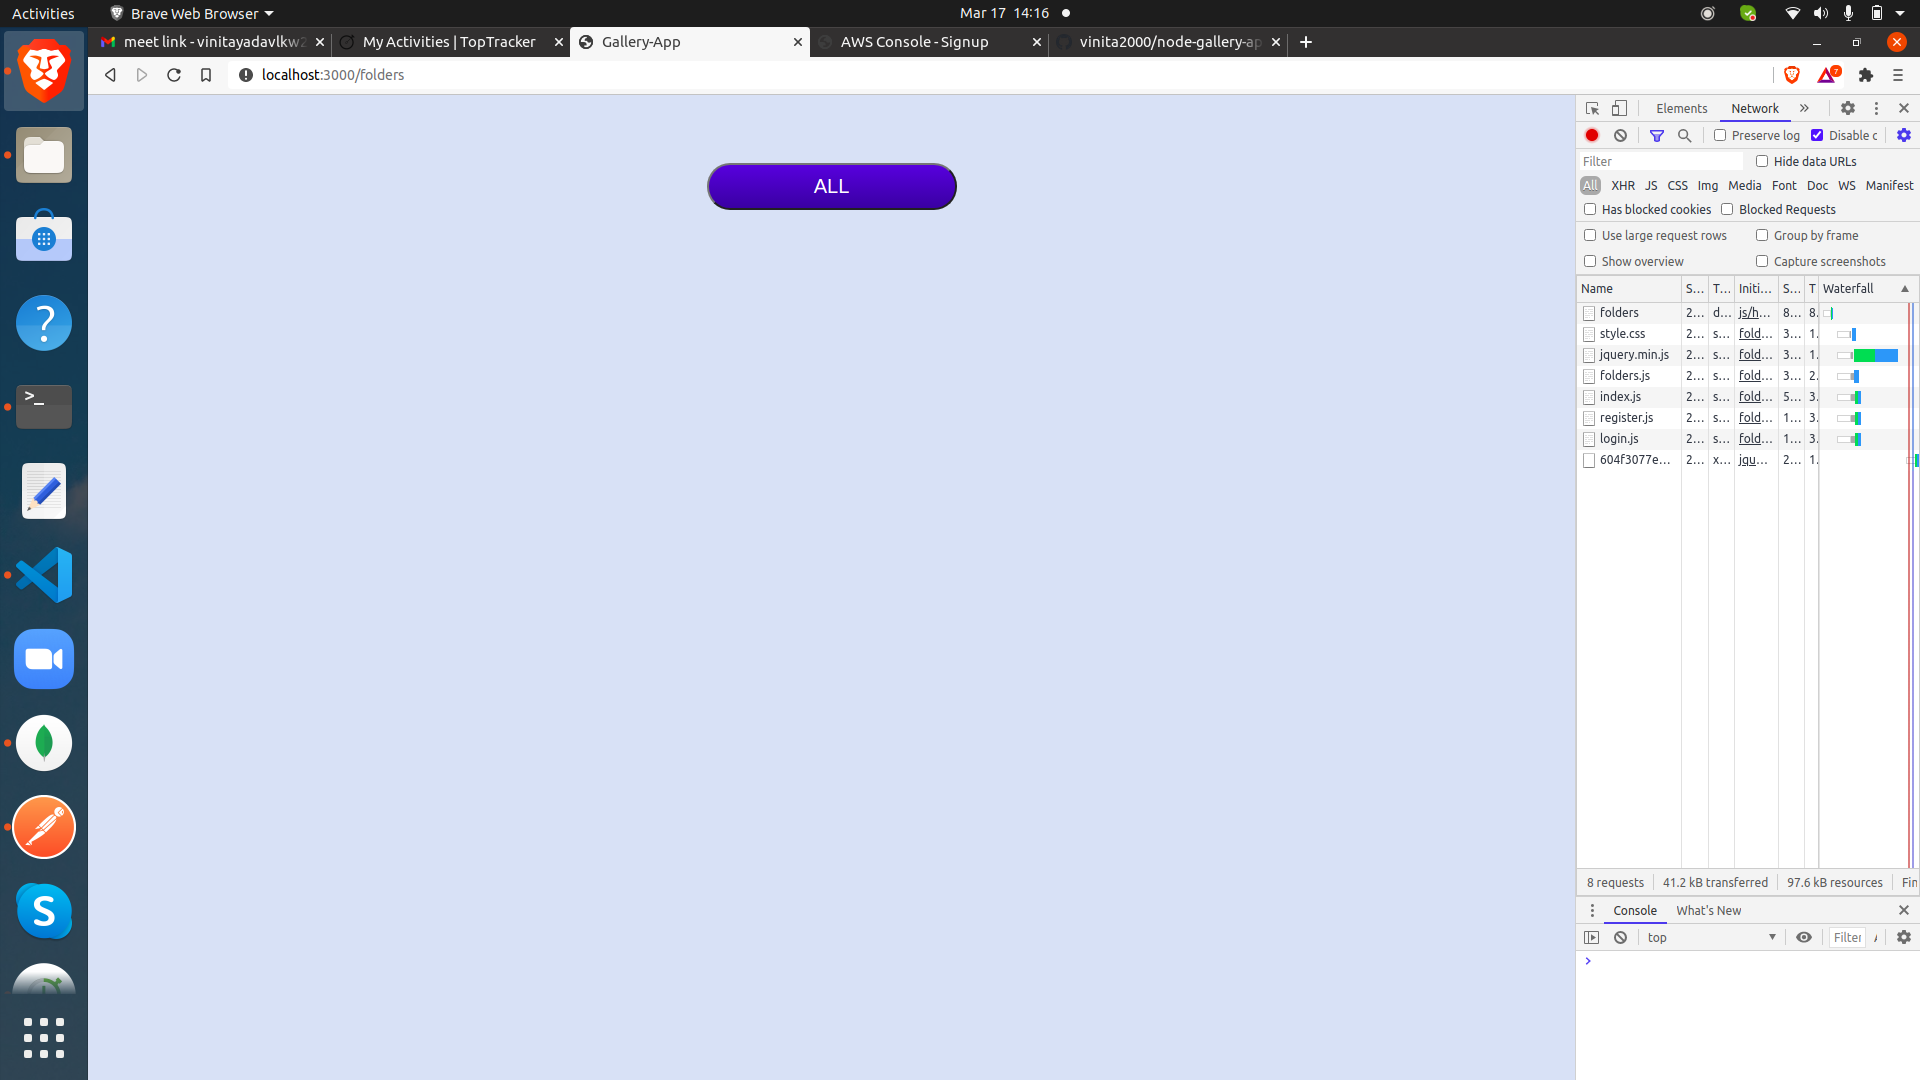 Activities
Brave Web Browser
Mar 17 14:16
meet link - vinitayadavlkw2
My Activities | TopTracker
Gallery-App
AWS Console - Signup
vinita2000/node-gallery-ap
localhost:3000/folders
7
ALL
Elements
Network
Preserve log
Disable c
Filter
Hide data URLs
All XHR JS CSS Img Media Font Doc WS Manifest
Has blocked cookies
Blocked Requests
Use large request rows
Group by frame
Show overview
Capture screenshots
Name S... T... Initi... S... T Waterfall
folders 2... d... js/h... 8... 8.
style.css 2... s... fold... 3... 1.
jquery.min.js 2... s... fold... 3... 1.
folders.js 2... s... fold... 3... 2.
index.js 2... s... fold... 5... 3.
register.js 2... s... fold... 1... 3.
login.js 2... s... fold... 1... 3.
604f3077e... 2... x... jqu... 2... 1.
8 requests 41.2 kB transferred 97.6 kB resources Fin
Console
What's New
top
Filter